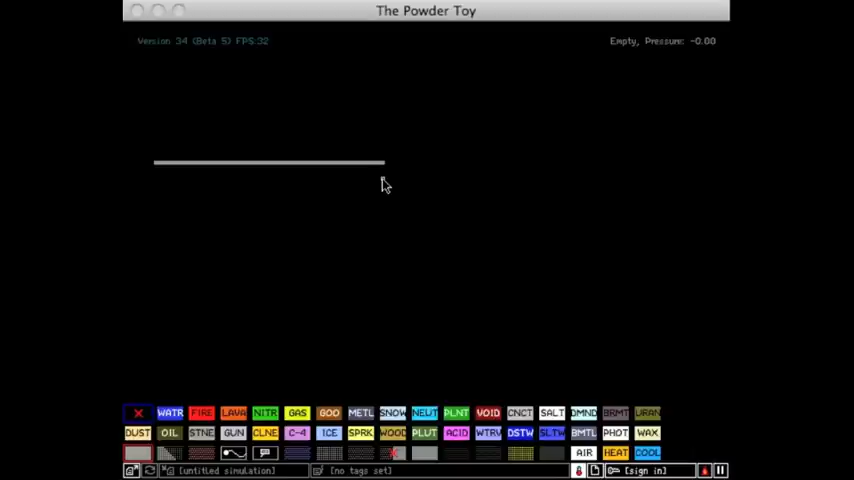 The Powder Toy
Version 34 (Beta 5) FPS:32
Empty, Pressure: -0.00
WATR FIRE LAVA NITR GAS GOO METL SNOW NEUT PLNT VOID CNCT SALT DMND BRMT URAN
DUST OIL STNE GUN CLNE C-4 ICE SPRK WOOD PLUT ACID WTRV DSTW SLTW BMTL PHOT WAX
AIR HEAT COOL
[untitled simulation] [no tags set] [sign in]